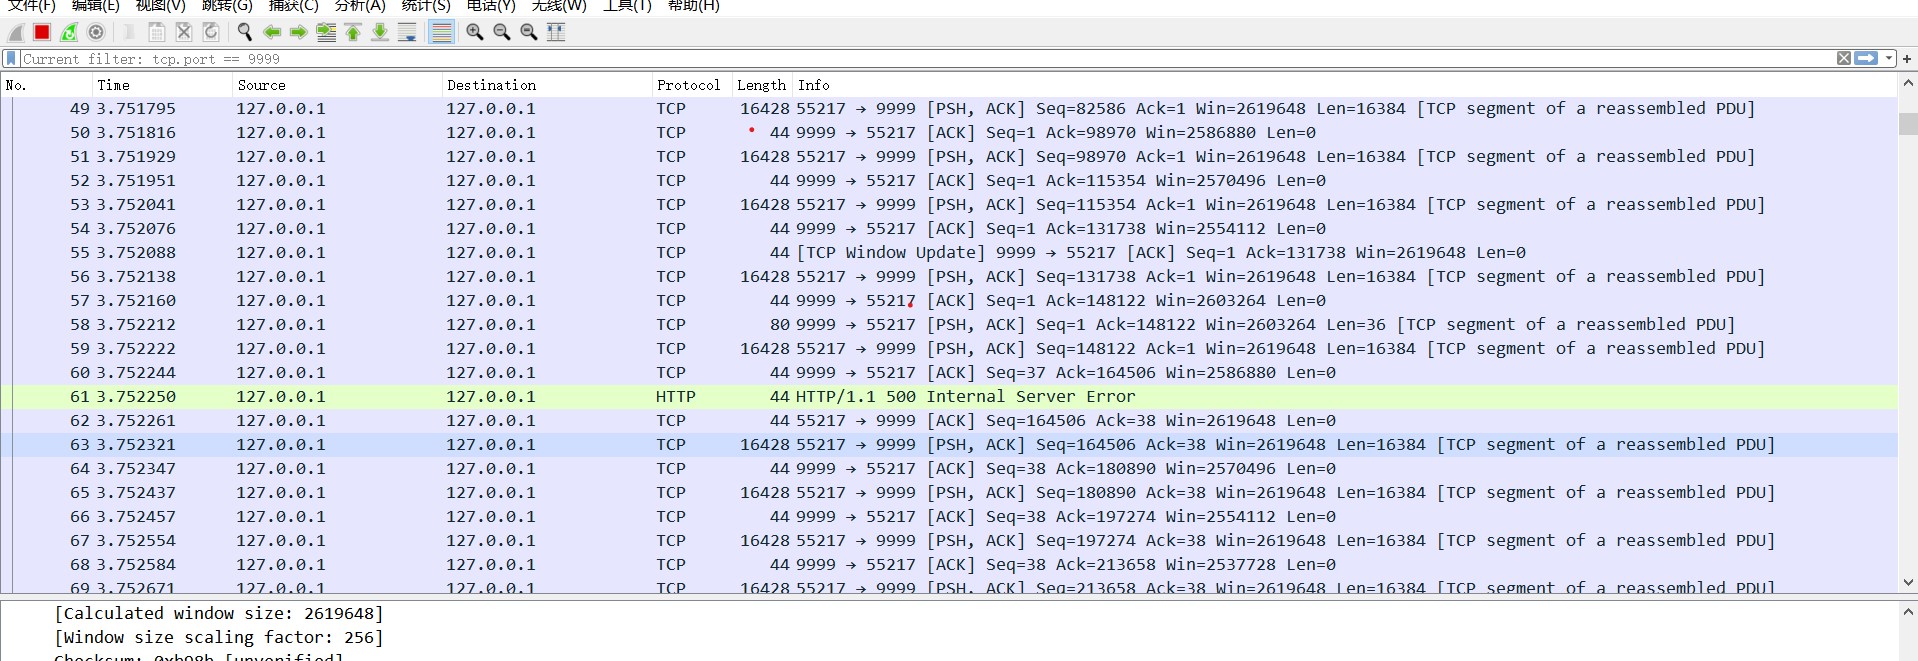 文件(F) 编辑(E) 视图(V) 跳转(G) 捕获(C) 分析(A) 统计(S) 电话(Y) 无线(W) 工具(T) 帮助(H)
Current filter: tcp.port == 9999
No. Time Source Destination Protocol Length Info
49 3.751795 127.0.0.1 127.0.0.1 TCP 16428 55217 → 9999 [PSH, ACK] Seq=82586 Ack=1 Win=2619648 Len=16384 [TCP segment of a reassembled PDU]
50 3.751816 127.0.0.1 127.0.0.1 TCP 44 9999 → 55217 [ACK] Seq=1 Ack=98970 Win=2586880 Len=0
51 3.751929 127.0.0.1 127.0.0.1 TCP 16428 55217 → 9999 [PSH, ACK] Seq=98970 Ack=1 Win=2619648 Len=16384 [TCP segment of a reassembled PDU]
52 3.751951 127.0.0.1 127.0.0.1 TCP 44 9999 → 55217 [ACK] Seq=1 Ack=115354 Win=2570496 Len=0
53 3.752041 127.0.0.1 127.0.0.1 TCP 16428 55217 → 9999 [PSH, ACK] Seq=115354 Ack=1 Win=2619648 Len=16384 [TCP segment of a reassembled PDU]
54 3.752076 127.0.0.1 127.0.0.1 TCP 44 9999 → 55217 [ACK] Seq=1 Ack=131738 Win=2554112 Len=0
55 3.752088 127.0.0.1 127.0.0.1 TCP 44 [TCP Window Update] 9999 → 55217 [ACK] Seq=1 Ack=131738 Win=2619648 Len=0
56 3.752138 127.0.0.1 127.0.0.1 TCP 16428 55217 → 9999 [PSH, ACK] Seq=131738 Ack=1 Win=2619648 Len=16384 [TCP segment of a reassembled PDU]
57 3.752160 127.0.0.1 127.0.0.1 TCP 44 9999 → 55217 [ACK] Seq=1 Ack=148122 Win=2603264 Len=0
58 3.752212 127.0.0.1 127.0.0.1 TCP 80 9999 → 55217 [PSH, ACK] Seq=1 Ack=148122 Win=2603264 Len=36 [TCP segment of a reassembled PDU]
59 3.752222 127.0.0.1 127.0.0.1 TCP 16428 55217 → 9999 [PSH, ACK] Seq=148122 Ack=1 Win=2619648 Len=16384 [TCP segment of a reassembled PDU]
60 3.752244 127.0.0.1 127.0.0.1 TCP 44 9999 → 55217 [ACK] Seq=37 Ack=164506 Win=2586880 Len=0
61 3.752250 127.0.0.1 127.0.0.1 HTTP 44 HTTP/1.1 500 Internal Server Error
62 3.752261 127.0.0.1 127.0.0.1 TCP 44 55217 → 9999 [ACK] Seq=164506 Ack=38 Win=2619648 Len=0
63 3.752321 127.0.0.1 127.0.0.1 TCP 16428 55217 → 9999 [PSH, ACK] Seq=164506 Ack=38 Win=2619648 Len=16384 [TCP segment of a reassembled PDU]
64 3.752347 127.0.0.1 127.0.0.1 TCP 44 9999 → 55217 [ACK] Seq=38 Ack=180890 Win=2570496 Len=0
65 3.752437 127.0.0.1 127.0.0.1 TCP 16428 55217 → 9999 [PSH, ACK] Seq=180890 Ack=38 Win=2619648 Len=16384 [TCP segment of a reassembled PDU]
66 3.752457 127.0.0.1 127.0.0.1 TCP 44 9999 → 55217 [ACK] Seq=38 Ack=197274 Win=2554112 Len=0
67 3.752554 127.0.0.1 127.0.0.1 TCP 16428 55217 → 9999 [PSH, ACK] Seq=197274 Ack=38 Win=2619648 Len=16384 [TCP segment of a reassembled PDU]
68 3.752584 127.0.0.1 127.0.0.1 TCP 44 9999 → 55217 [ACK] Seq=38 Ack=213658 Win=2537728 Len=0
69 3.752671 127.0.0.1 127.0.0.1 TCP 16428 55217 → 9999 [PSH, ACK] Seq=213658 Ack=38 Win=2619648 Len=16384 [TCP segment of a reassembled PDU]
[Calculated window size: 2619648]
[Window size scaling factor: 256]
Checksum: 0xb98b [unverified]